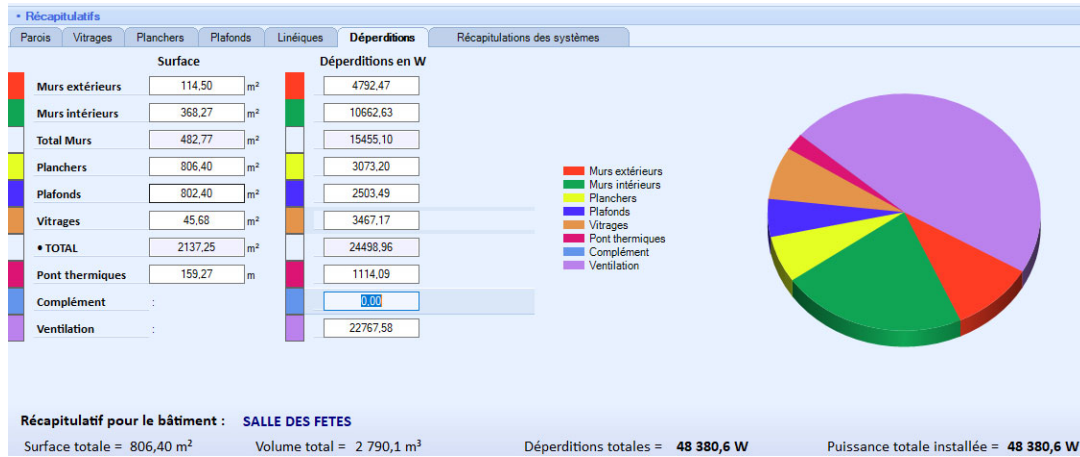 • Récapitulatifs
Parois Vitrages Planchers Plafonds Linéiques Déperditions Récapitulations des systèmes
Surface Déperditions en W
Murs extérieurs 114,50 m² 4792,47
Murs intérieurs 368,27 m² 10662,63
Total Murs 482,77 m² 15455,10
Planchers 806,40 m² 3073,20
Plafonds 802,40 m² 2503,49
Vitrages 45,68 m² 3467,17
• TOTAL 2137,25 m² 24498,96
Pont thermiques 159,27 m 1114,09
Complément : 0,00
Ventilation : 22767,58
Murs extérieurs
Murs intérieurs
Planchers
Plafonds
Vitrages
Pont thermiques
Complément
Ventilation
Récapitulatif pour le bâtiment : SALLE DES FETES
Surface totale = 806,40 m² Volume total = 2 790,1 m³ Déperditions totales = 48 380,6 W Puissance totale installée = 48 380,6 W